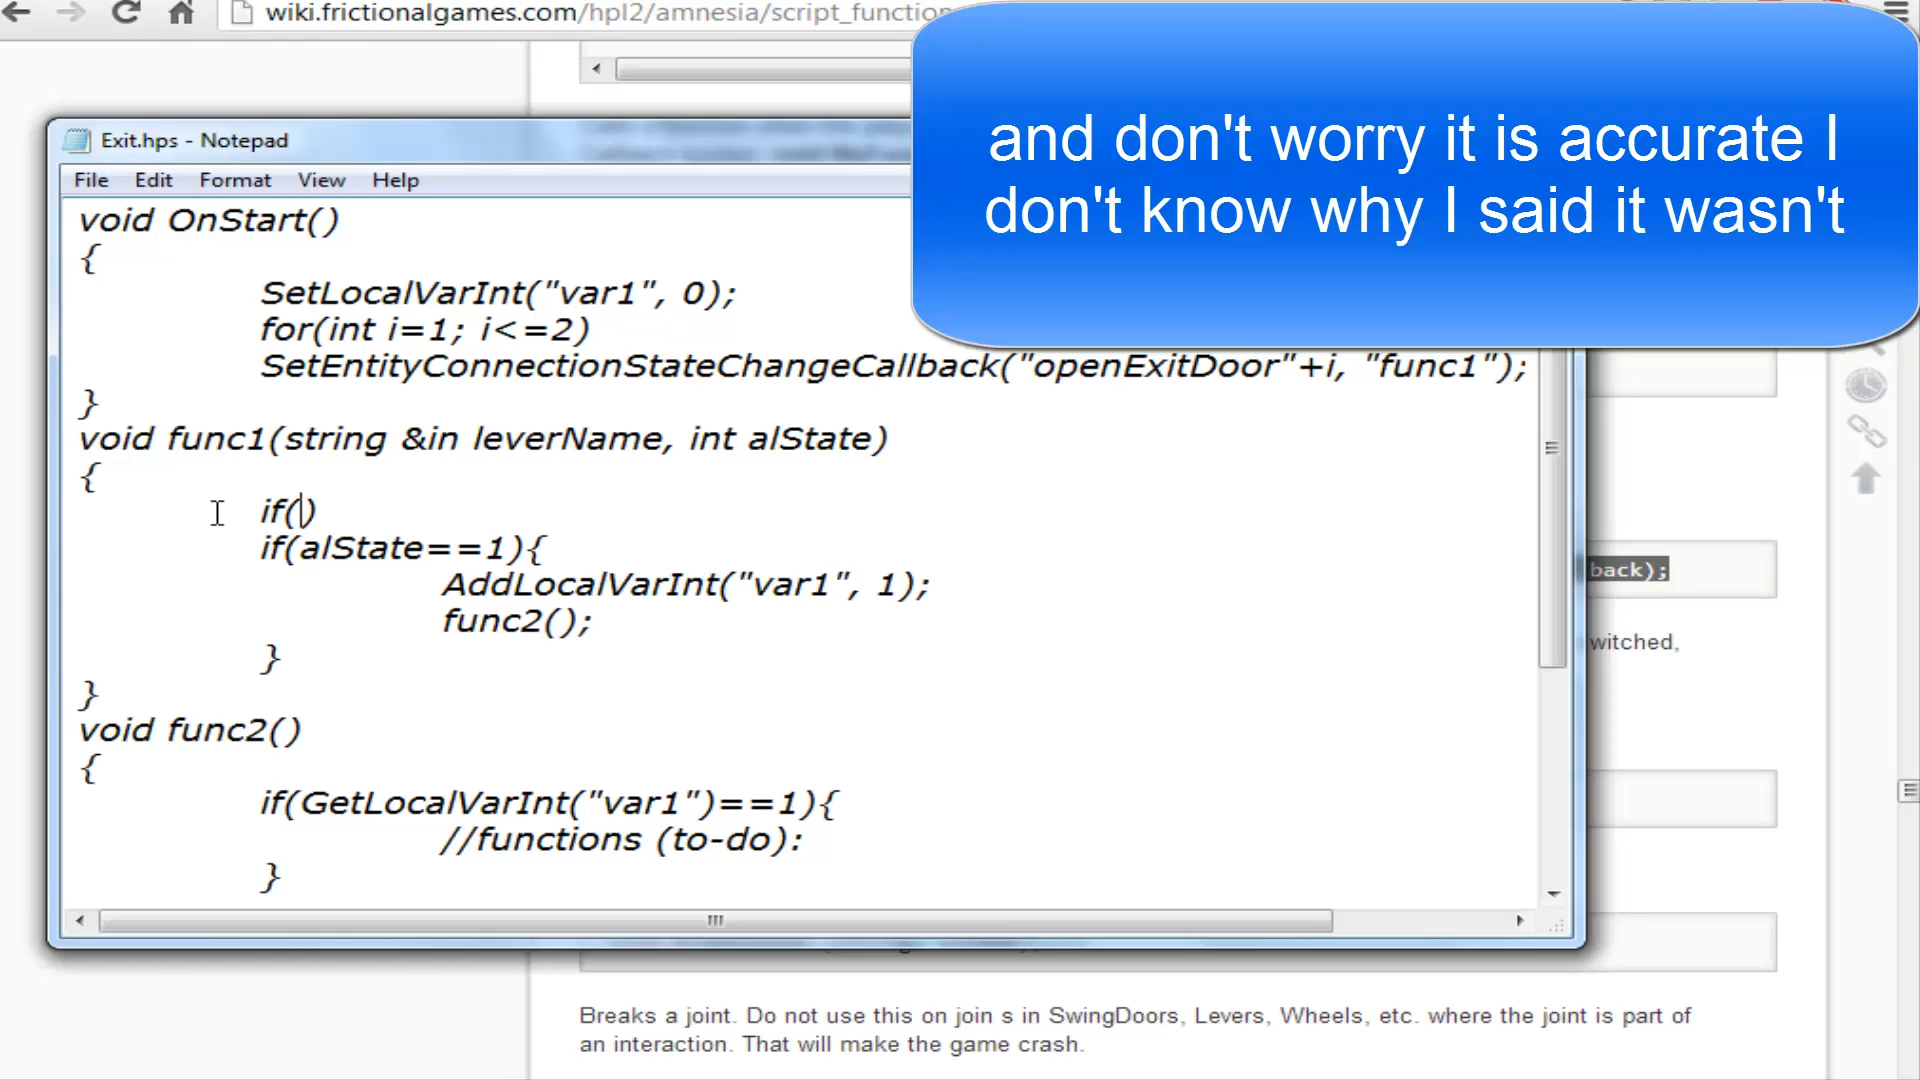 wiki.frictionalgames.com/hpl2/amnesia/script_function
and don't worry it is accurate I
don't know why I said it wasn't
Exit.hps - Notepad
File Edit Format View Help
void OnStart()
{
SetLocalVarInt("var1", 0);
for(int i=1; i<=2)
SetEntityConnectionStateChangeCallback("openExitDoor"+i, "func1");
}
void func1(string &in leverName, int alState)
{
if()
if(alState==1){
AddLocalVarInt("var1", 1);
func2();
}
}
void func2()
{
if(GetLocalVarInt("var1")==1){
//functions (to-do):
}
back);
witched,
Breaks a joint. Do not use this on join s in SwingDoors, Levers, Wheels, etc. where the joint is part of
an interaction. That will make the game crash.